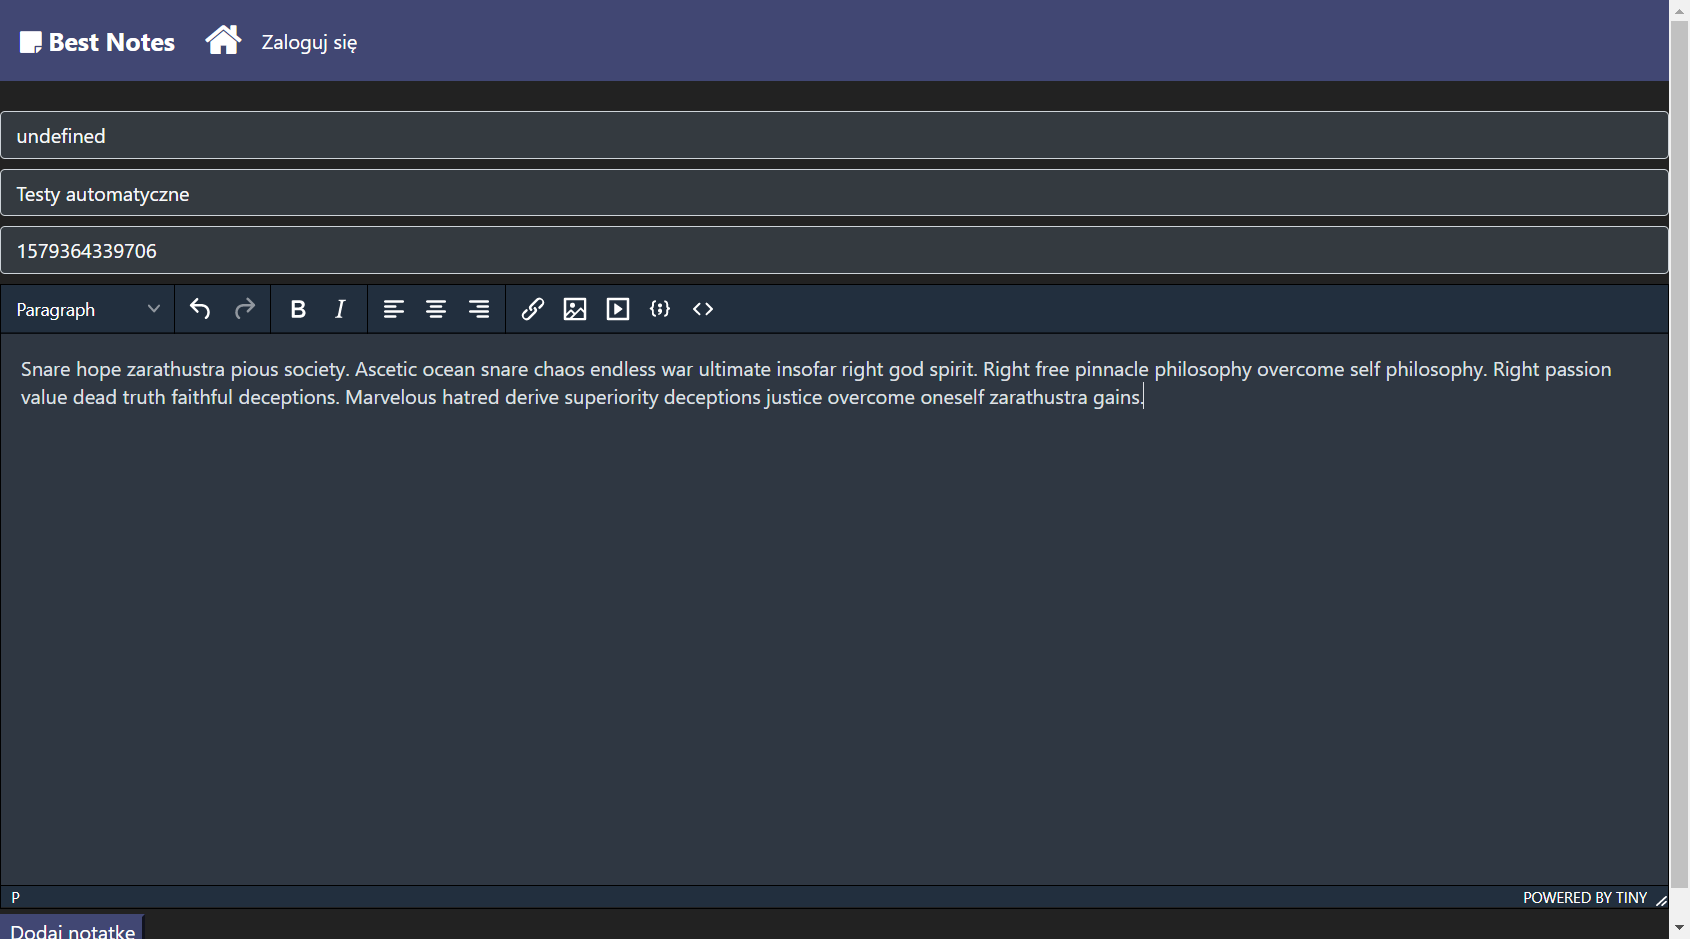 Best Notes Zaloguj się
undefined
Testy automatyczne
1579364339706
Paragraph B I
Snare hope zarathustra pious society. Ascetic ocean snare chaos endless war ultimate insofar right god spirit. Right free pinnacle philosophy overcome self philosophy. Right passion
value dead truth faithful deceptions. Marvelous hatred derive superiority deceptions justice overcome oneself zarathustra gains.
P POWERED BY TINY
Dodaj notatkę